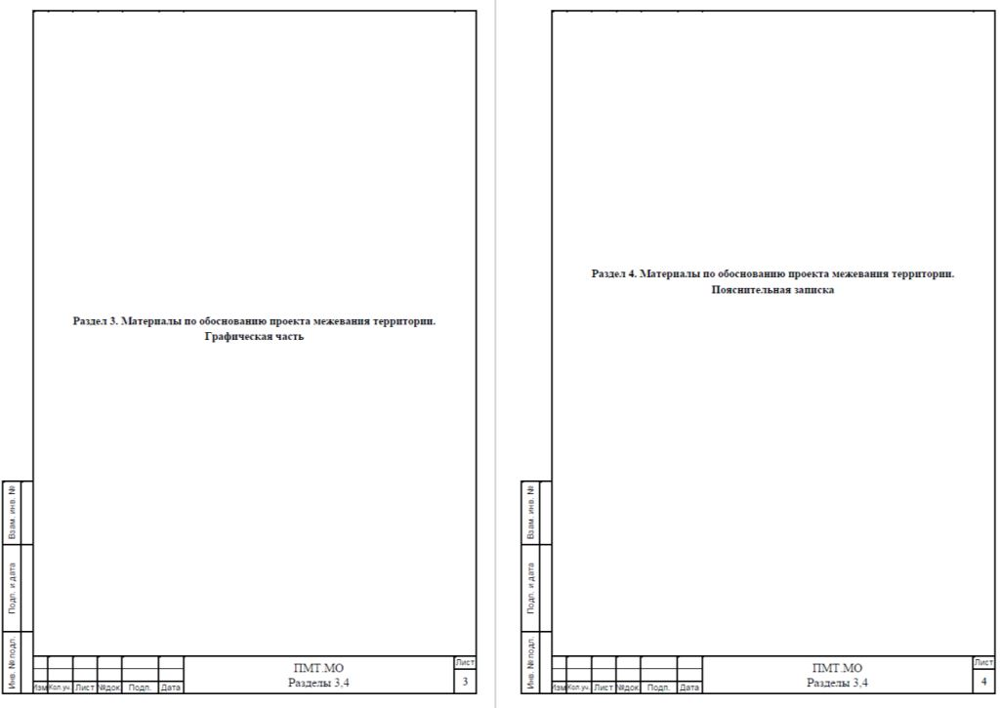 Раздел 3. Материалы по обоснованию проекта межевания территории.
Графическая часть
Взам. инв. №
Подп. и дата
Инв. № подл.
Изм Кол.уч. Лист №док Подп. Дата
ПМТ.МО
Разделы 3,4
Лист
3
Раздел 4. Материалы по обоснованию проекта межевания территории.
Пояснительная записка
Взам. инв. №
Подп. и дата
Инв. № подл.
Изм Кол.уч. Лист №док Подп. Дата
ПМТ.МО
Разделы 3,4
Лист
4